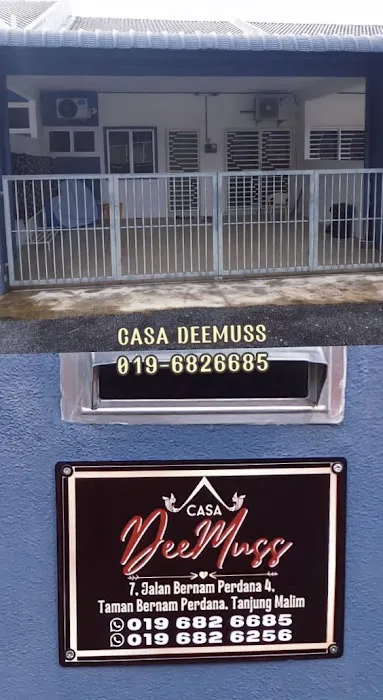 CASA DEEMUSS
019-6826685
CASA
DeeMuss
7, Jalan Bernam Perdana 4,
Taman Bernam Perdana, Tanjung Malim
019 682 6685
019 682 6256